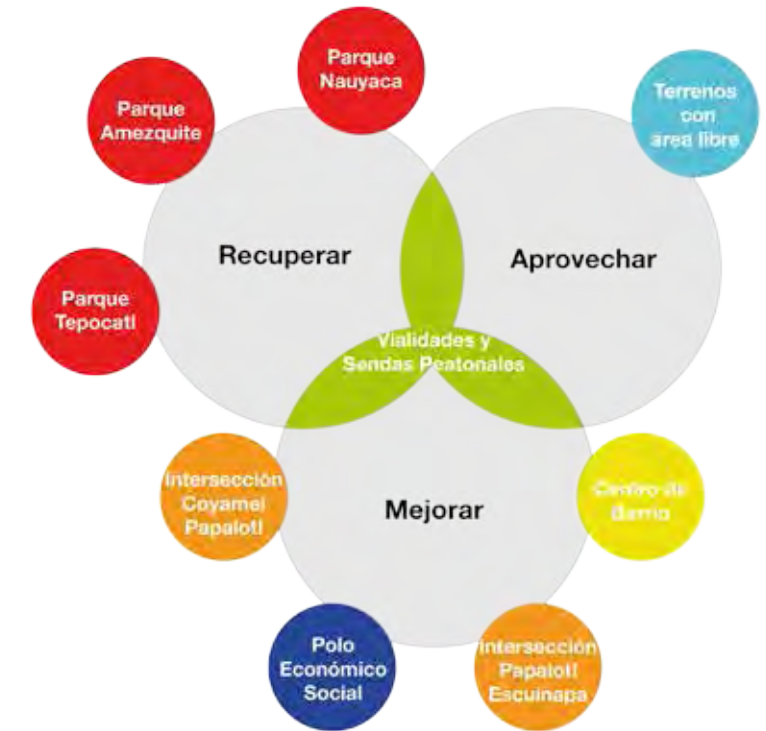 Parque
Nauyaca
Parque
Amezquite
Terrenos
con
area libre
Recuperar
Aprovechar
Parque
Tepocatl
Vialidades y
Sendas Peatonales
Intersección
Coyamel
Papalotl
Mejorar
Centro de
Barrio
Polo
Económico
Social
Intersección
Papalotl
Escuinapa